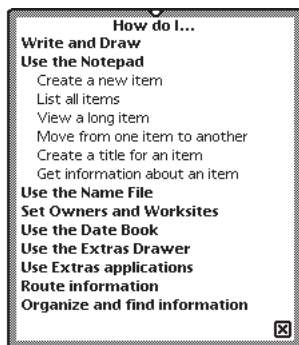 How do I...
Write and Draw
Use the Notepad
Create a new item
List all items
View a long item
Move from one item to another
Create a title for an item
Get information about an item
Use the Name File
Set Owners and Worksites
Use the Date Book
Use the Extras Drawer
Use Extras applications
Route information
Organize and find information